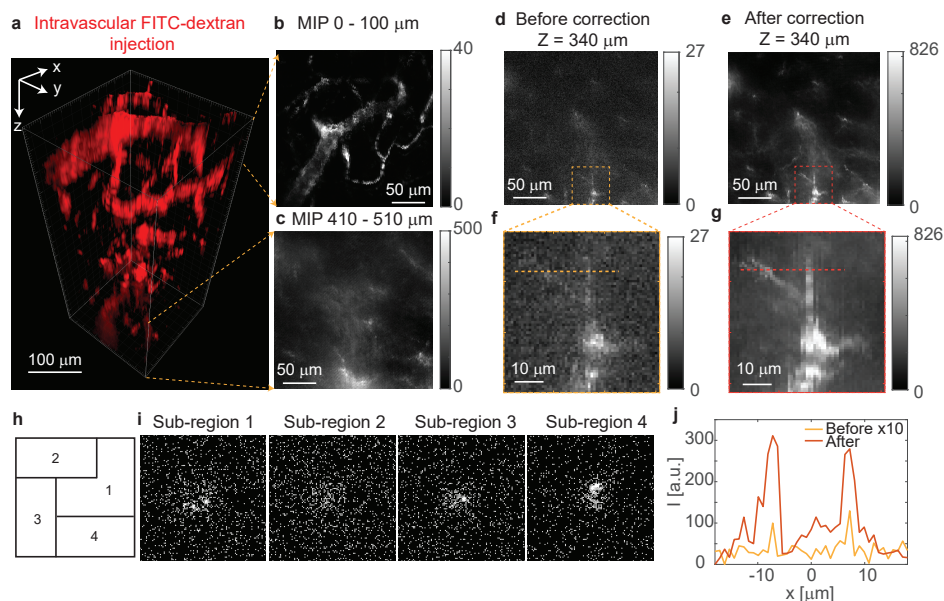 a Intravascular FITC-dextran
injection
x
y
z
100 μm
b MIP 0 - 100 μm
40
0
50 μm
c MIP 410 - 510 μm
500
0
50 μm
d Before correction
Z = 340 μm
27
0
50 μm
e After correction
Z = 340 μm
826
0
50 μm
f
27
0
10 μm
g
826
0
10 μm
h
2
1
3
4
i Sub-region 1 Sub-region 2 Sub-region 3 Sub-region 4
j
Before x10
After
300
200
100
0
I [a.u.]
-10 0 10
x [μm]